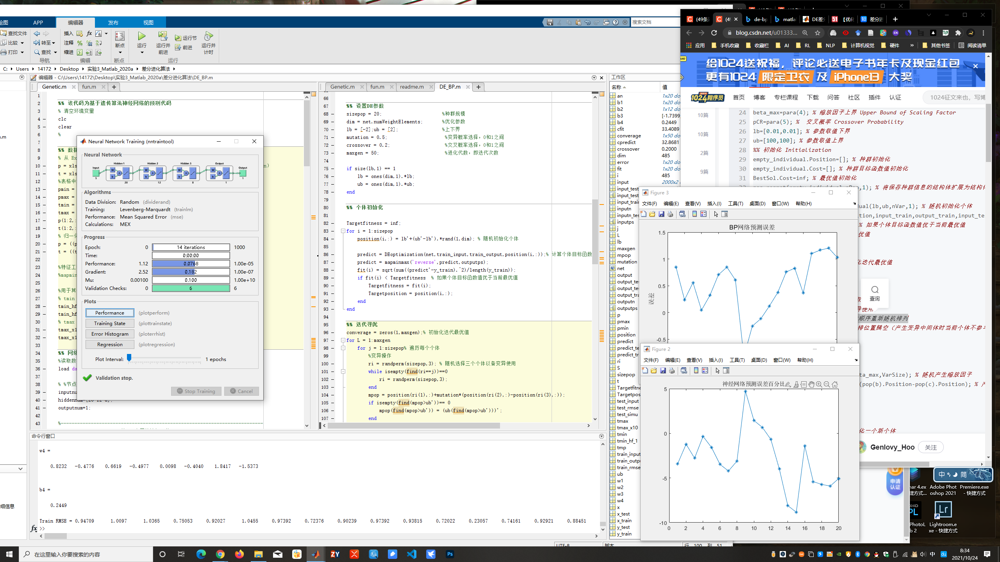 绘图 APP 编辑器 发布 视图
搜索文档
查找文件
比较
打印
转至
查找
导航
插入
注释
缩进
编辑
断点
断点
运行
运行并前进
运行节
前进
运行并计时
运行
C: Users 14172 Desktop 实验3_Matlab_2020a 差分进化算法
编辑器 - C:\Users\14172\Desktop\实验3_Matlab_2020a\差分进化算法\DE_BP.m
Genetic.m fun.m
1
2 %% 该代码为基于遗传算法神经网络的预测代码
3 % 清空环境变量
4 clc
5 clear
6 %
7
8 %% 数据
9 % 从 Ex
10 p = xls
11 t = xls
12 %表格中
13 pmin =
14 pmax =
15 tmin =
16 tmax =
17 p(1:2,:
18 t(1:2,:
19 % 归一化
20 p = ((p
21 t = ((t
22
23 %特征工
24 %mapmin
25
26 %用于其
27 % tmin
28 tmin_hf
29 tmin_hf
30 % tmax
31 tmax_x1
32 tmax_x1
33
34 %% 网络
35 %读取数
36 load da
37
38 % %节点
39 inputnu
40 hiddennum=[20 12 8];
41 outputnum=1;
42
43 %
Neural Network Training (nntraintool)
Neural Network
Hidden 1 Hidden 2 Hidden 3 Output
Input Output
W W W W
b b b b
5 20 12 8 1 1
Algorithms
Data Division: Random (dividerand)
Training: Levenberg-Marquardt (trainlm)
Performance: Mean Squared Error (mse)
Calculations: MEX
Progress
Epoch: 0 14 iterations 1000
Time: 0:00:00
Performance: 1.12 0.0768 1.00e-05
Gradient: 2.52 0.182 1.00e-07
Mu: 0.00100 0.100 1.00e+10
Validation Checks: 0 6 6
Plots
Performance (plotperform)
Training State (plottrainstate)
Error Histogram (ploterrhist)
Regression (plotregression)
Plot Interval: 1 epochs
Validation stop.
Stop Training Cancel
Genetic.m fun.m readme.m DE_BP.m
66
67 %% 设置DB参数
68 sizepop = 20; %种群规模
69 dim = net.numWeightElements; %优化参数
70 lb = [-2];ub = [2]; %上下界
71 mutation = 0.5; %变异概率选择，0和1之间
72 crossover = 0.2; %交叉概率选择，0和1之间
73 maxgen = 50; %进化代数，即迭代次数
74
75 if size(lb,1) == 1
76 lb = ones(dim,1).*lb;
77 ub = ones(dim,1).*ub;
78 end
79
80 %% 个体初始化
81
82 Targetfitness = inf;
83 for i = 1:sizepop
84 position(i,:) = lb'+(ub'-lb').*rand(1,dim); % 随机初始化个体
85
86 predict = DEoptimization(net,train_input,train_output,position(i,:));% 计算个体目标函数
87 predict = mapminmax('reverse',predict,outputps);
88 fit(i) = sqrt(sum((predict'-y_train).^2)/length(y_train));
89 if fit(i) < Targetfitness % 如果个体目标函数值优于当前最优值
90 Targetfitness = fit(i);
91 Targetposition = position(i,:);
92 end
93 end
94
95 %% 迭代寻优
96 converage = zeros(1,maxgen);% 初始化迭代最优值
97 for L = 1:maxgen
98 for j = 1:sizepop% 遍历每个个体
99 %变异操作
100 ri = randperm(sizepop,3); % 随机选择三个个体以备变异使用
101 while isempty(find(ri==j))==0
102 ri = randperm(sizepop,3);
103 end
104 mpop = position(ri(1),:)+mutation*(position(ri(2),:)-position(ri(3),:));
105 if isempty(find(mpop>ub'))== 0
106 mpop(find(mpop>ub')) = (ub(find(mpop>ub')))';
107 end
命令行窗口
w4 =
0.8232 -0.4776 0.6619 -0.4977 0.0098 -0.4040 1.8417 -1.5373
b4 =
0.2449
Train RMSE = 0.94709 1.0097 1.0365 0.75053 0.92027 1.0455 0.97392 0.72376 0.90239 0.97392 0.93815 0.72022 0.23057 0.74161 0.92921 0.88451
fx >>
工作区
名称 值
an 1x20 do
b1 1x20 do
b2 1x12 do
b3 [-1.7399
b4 0.2449
cfit 33.4089
converage 1x50 do
cpredict 32.8681
crossover 0.2000
dim 485
error 1x20 do
fit 1x20 do
i 485
input 2000x2
input_test
input_test
input_train
inputn
inputn_tes
inputps
j
L
lb
maxgen
mpop
mutation
net
output
output_tes
output_tes
output_tra
outputn
outputps
p
pmax
pmin
position
predict
predict_te
predict_tr
ri
S
sizepop
t
Targetfitne
Targetpos
test_input
test_rmse
test_simu
tmax
tmax_x10
tmin
tmin_hf_1
tmp
train_input
train_outpu
train_rmse
ub
w1
w2
w3
w4
x
x_test
x_train
y_test
y_train
UTF-8 脚本 行 100 列 51
(49条 (49 de-bp matla DE差分 【优化 差分进
blog.csdn.net/u01333...
应用 手机收藏 收藏栏 AI RL NLP 计算机视觉 硬件 » 其他书签 阅读清单
给1024送祝福，评论必送电子书年卡及现金红包
更有1024 限定卫衣 及 iPhone13 大奖
1024程序员 首页 博客 专栏课程 下载 问答 社区 插件 认证 1024征文来也，写博
10篇
10篇
2篇
9篇
24 beta_max=para(4); % 缩放因子上界 Upper Bound of Scaling Factor
25 pCR=para(5); % 交叉概率 Crossover Probability
26 lb=[0.01,0.01]; % 参数取值下界
27 ub=[100,100]; % 参数取值上界
28 %% 初始化 Initialization
29 empty_individual.Position=[]; % 种群初始化
30 empty_individual.Cost=[]; % 种群目标函数值初始化
31 BestSol.Cost=inf; % 最优值初始化
,1); % 将保存种群信息的结构体扩展为结构
ual(lb,ub,nVar,1); % 随机初始化个体
tion,input_train,output_train,input_te
% 如果个体目标函数值优于当前最优值
优值
化迭代最优值
查询
顺序重新随机排列
排位置腾空（产生变异中间体时当前个体不参与
ta_max,VarSize); % 随机产生缩放因子
(pop(b).Position-pop(c).Position); % 产
化一个新个体
Genlovy_Hoo 关注
Figure 3
文件(F) 编辑(E) 查看(V) 插入(I) 工具(T) 桌面(D) 窗口(W) 帮助(H)
BP网络预测误差
误差
1.5
1
0.5
0
-0.5
Figure 2
文件(F) 编辑(E) 查看(V) 插入(I) 工具(T) 桌面(D) 窗口(W) 帮助(H)
神经网络预测误差百分比
5
0
-5
-10
0 2 4 6 8 10 12 14 16 18 20
申请认证
中 简
Adobe Photoshop 2021
Premiere.exe - 快捷方式
Lr
Lightroom.exe - 快捷方式
在这里输入你要搜索的内容
ZY Ps
中 du
8:34
2021/10/24